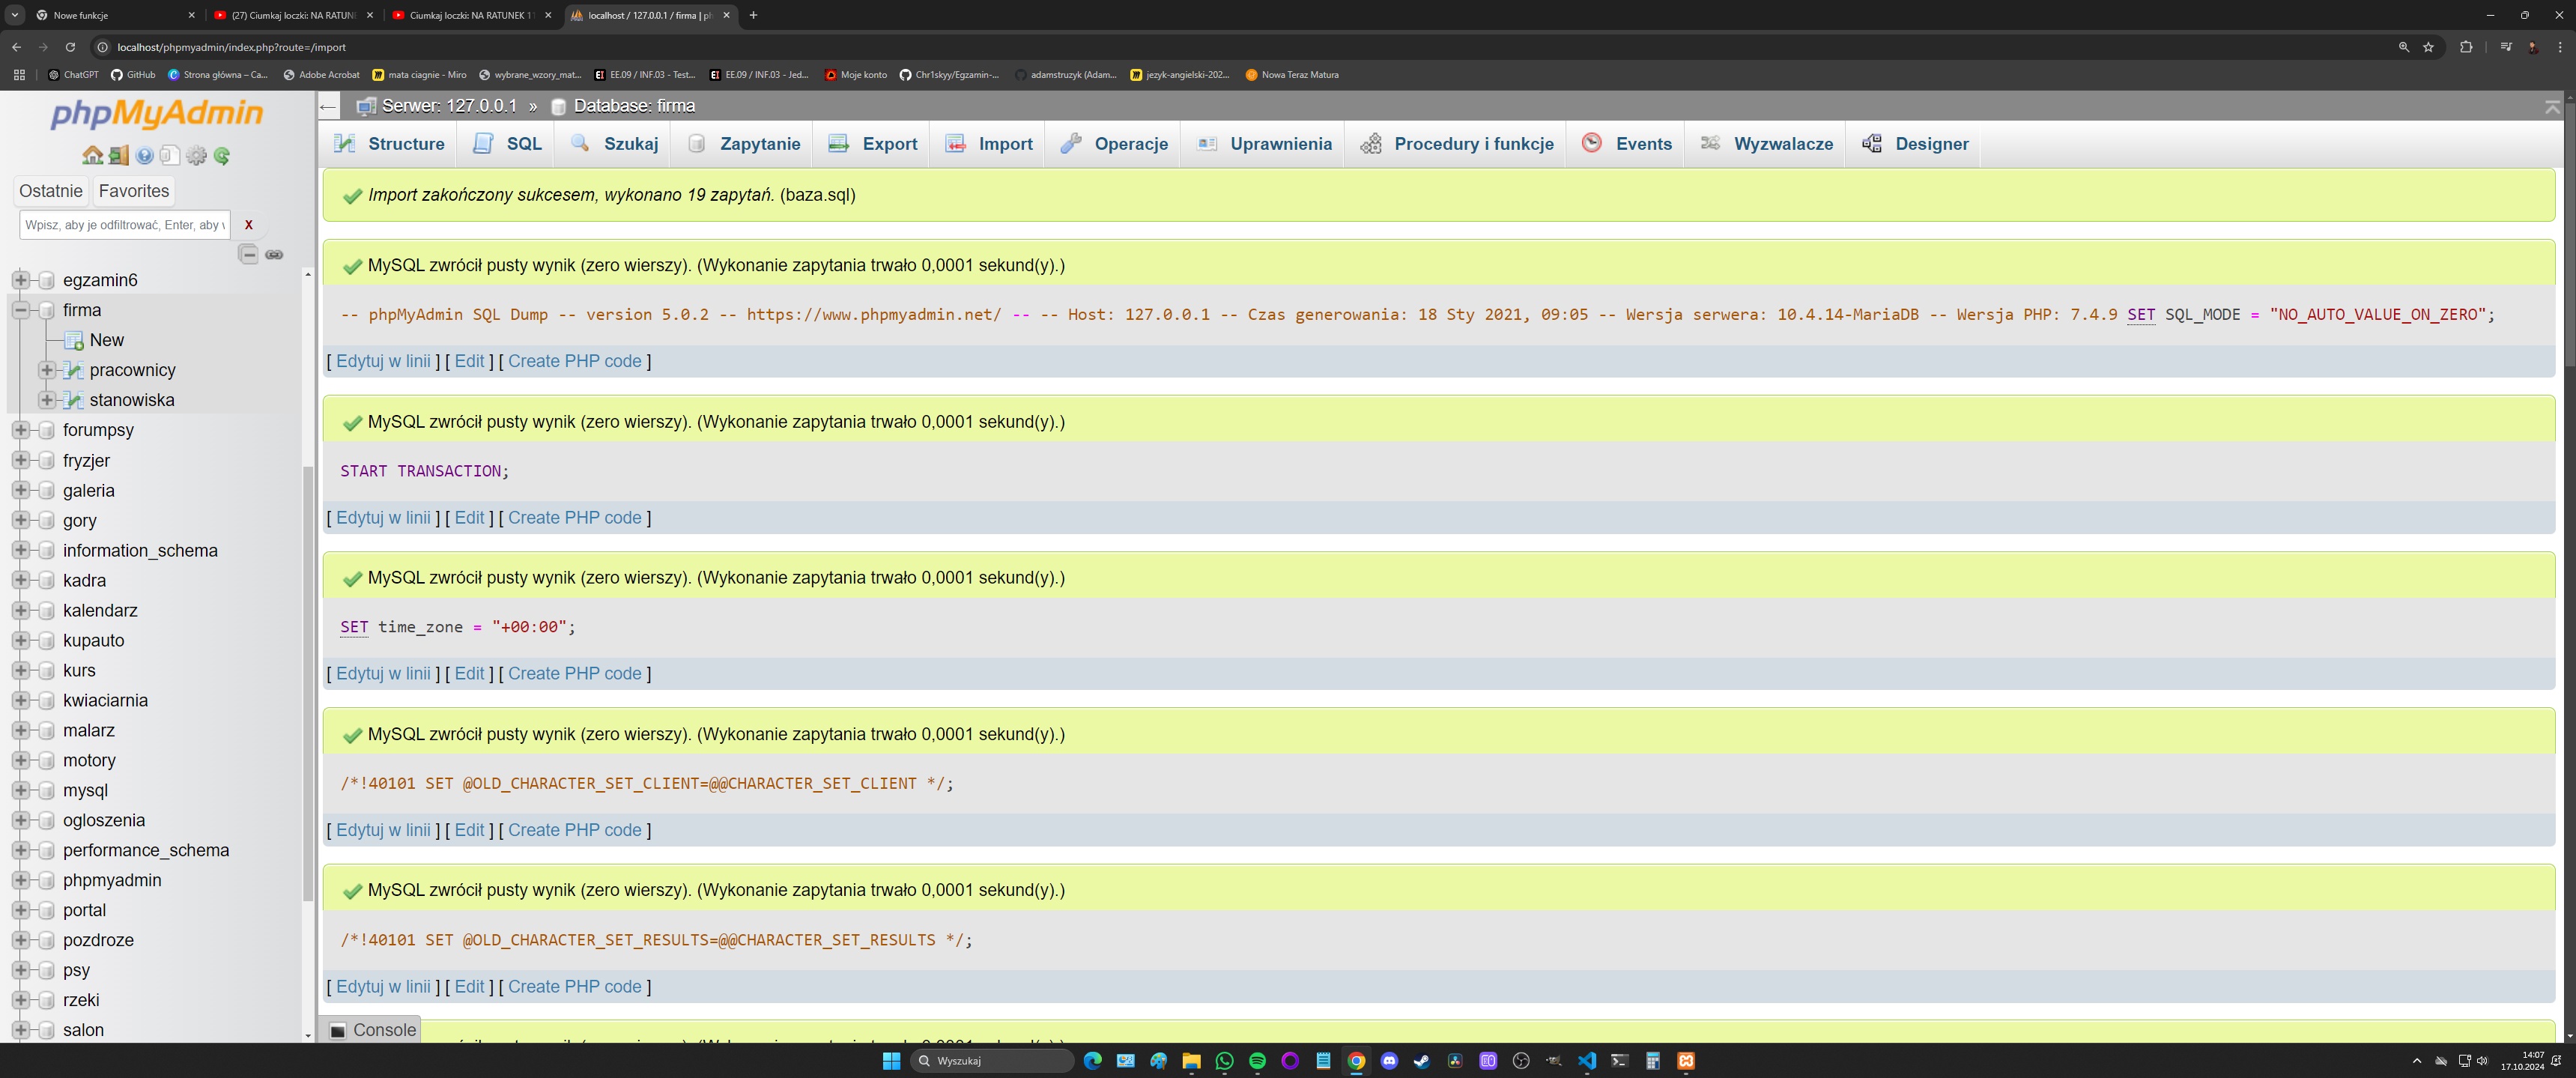 Nowe funkcje
(27) Ciumkaj loczki: NA RATUN
Ciumkaj loczki: NA RATUNEK 1
localhost / 127.0.0.1 / firma | ph
localhost/phpmyadmin/index.php?route=/import
ChatGPT
GitHub
Strona główna – Ca...
Adobe Acrobat
mata ciagnie - Miro
wybrane_wzory_mat...
EE.09 / INF.03 - Test...
EE.09 / INF.03 - Jed...
Moje konto
Chr1skyy/Egzamin-...
adamstruzyk (Adam...
jezyk-angielski-202...
Nowa Teraz Matura
phpMyAdmin
Ostatnie
Favorites
Wpisz, aby je odfiltrować, Enter, aby
X
egzamin6
firma
New
pracownicy
stanowiska
forumpsy
fryzjer
galeria
gory
information_schema
kadra
kalendarz
kupauto
kurs
kwiaciarnia
malarz
motory
mysql
ogloszenia
performance_schema
phpmyadmin
portal
pozdroze
psy
rzeki
salon
Serwer: 127.0.0.1 » Database: firma
Structure
SQL
Szukaj
Zapytanie
Export
Import
Operacje
Uprawnienia
Procedury i funkcje
Events
Wyzwalacze
Designer
Import zakończony sukcesem, wykonano 19 zapytań. (baza.sql)
MySQL zwrócił pusty wynik (zero wierszy). (Wykonanie zapytania trwało 0,0001 sekund(y).)
-- phpMyAdmin SQL Dump -- version 5.0.2 -- https://www.phpmyadmin.net/ -- -- Host: 127.0.0.1 -- Czas generowania: 18 Sty 2021, 09:05 -- Wersja serwera: 10.4.14-MariaDB -- Wersja PHP: 7.4.9 SET SQL_MODE = "NO_AUTO_VALUE_ON_ZERO";
[ Edytuj w linii ] [ Edit ] [ Create PHP code ]
MySQL zwrócił pusty wynik (zero wierszy). (Wykonanie zapytania trwało 0,0001 sekund(y).)
START TRANSACTION;
[ Edytuj w linii ] [ Edit ] [ Create PHP code ]
MySQL zwrócił pusty wynik (zero wierszy). (Wykonanie zapytania trwało 0,0001 sekund(y).)
SET time_zone = "+00:00";
[ Edytuj w linii ] [ Edit ] [ Create PHP code ]
MySQL zwrócił pusty wynik (zero wierszy). (Wykonanie zapytania trwało 0,0001 sekund(y).)
/*!40101 SET @OLD_CHARACTER_SET_CLIENT=@@CHARACTER_SET_CLIENT */;
[ Edytuj w linii ] [ Edit ] [ Create PHP code ]
MySQL zwrócił pusty wynik (zero wierszy). (Wykonanie zapytania trwało 0,0001 sekund(y).)
/*!40101 SET @OLD_CHARACTER_SET_RESULTS=@@CHARACTER_SET_RESULTS */;
[ Edytuj w linii ] [ Edit ] [ Create PHP code ]
Console
Wyszukaj
14:07
17.10.2024